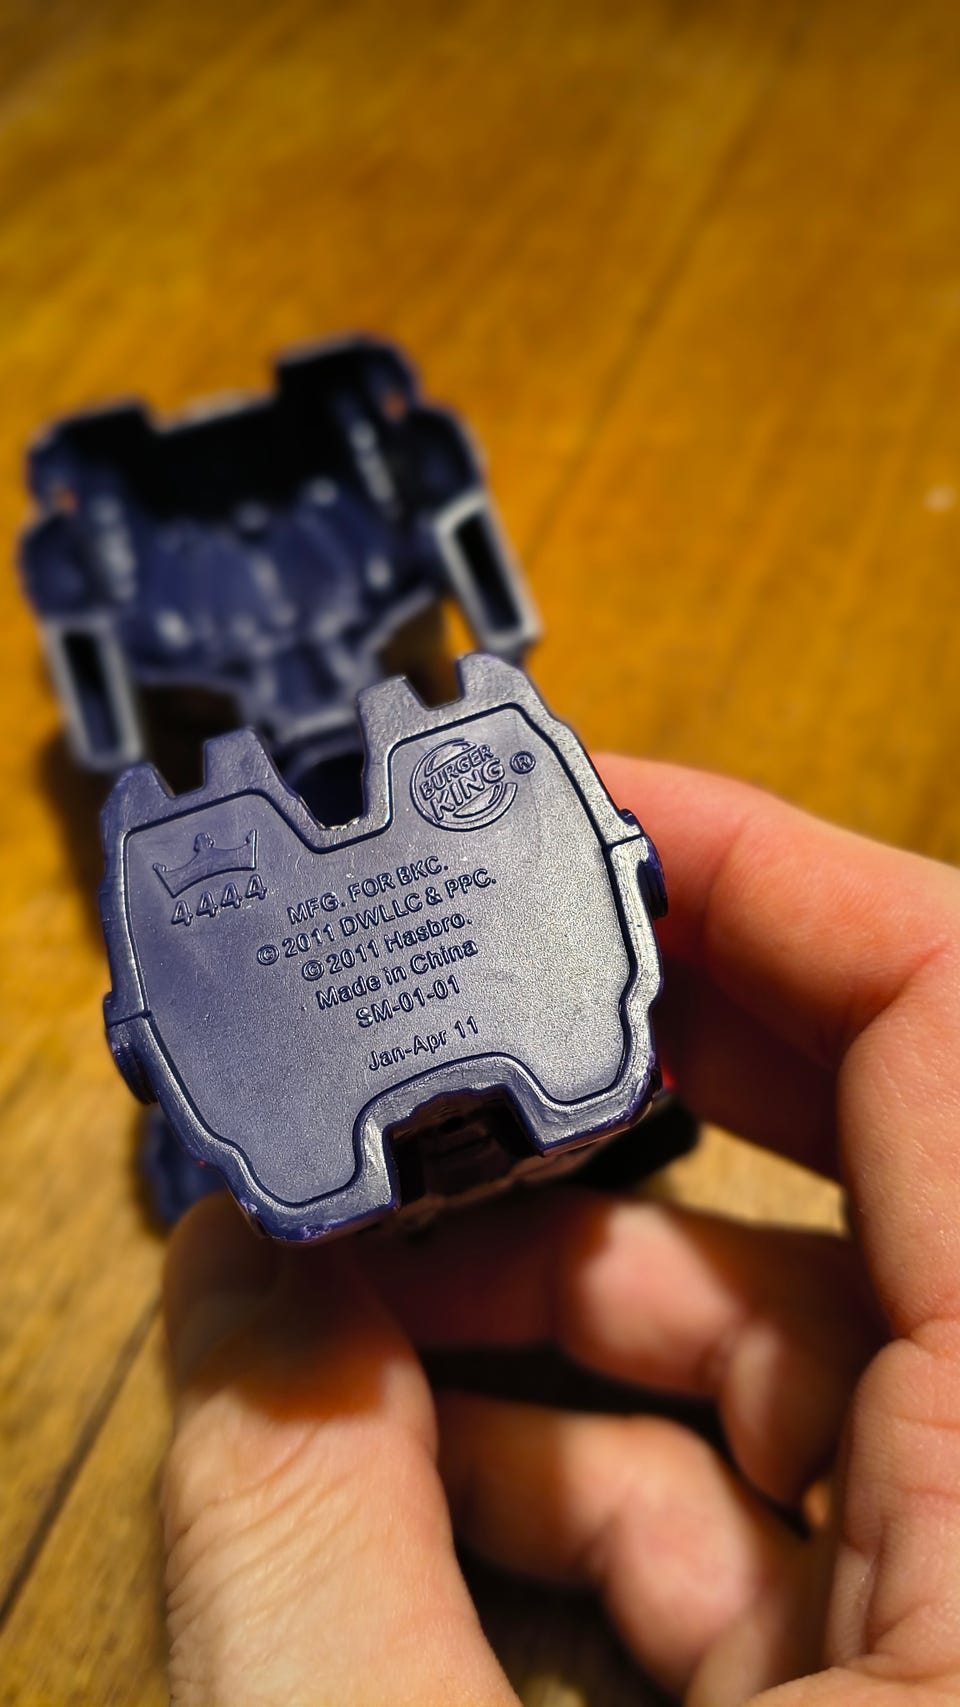 BURGER
KING ®
4444
MFG. FOR BKC.
© 2011 DWLLC & PPC.
© 2011 Hasbro.
Made in China
SM-01-01
Jan-Apr 11